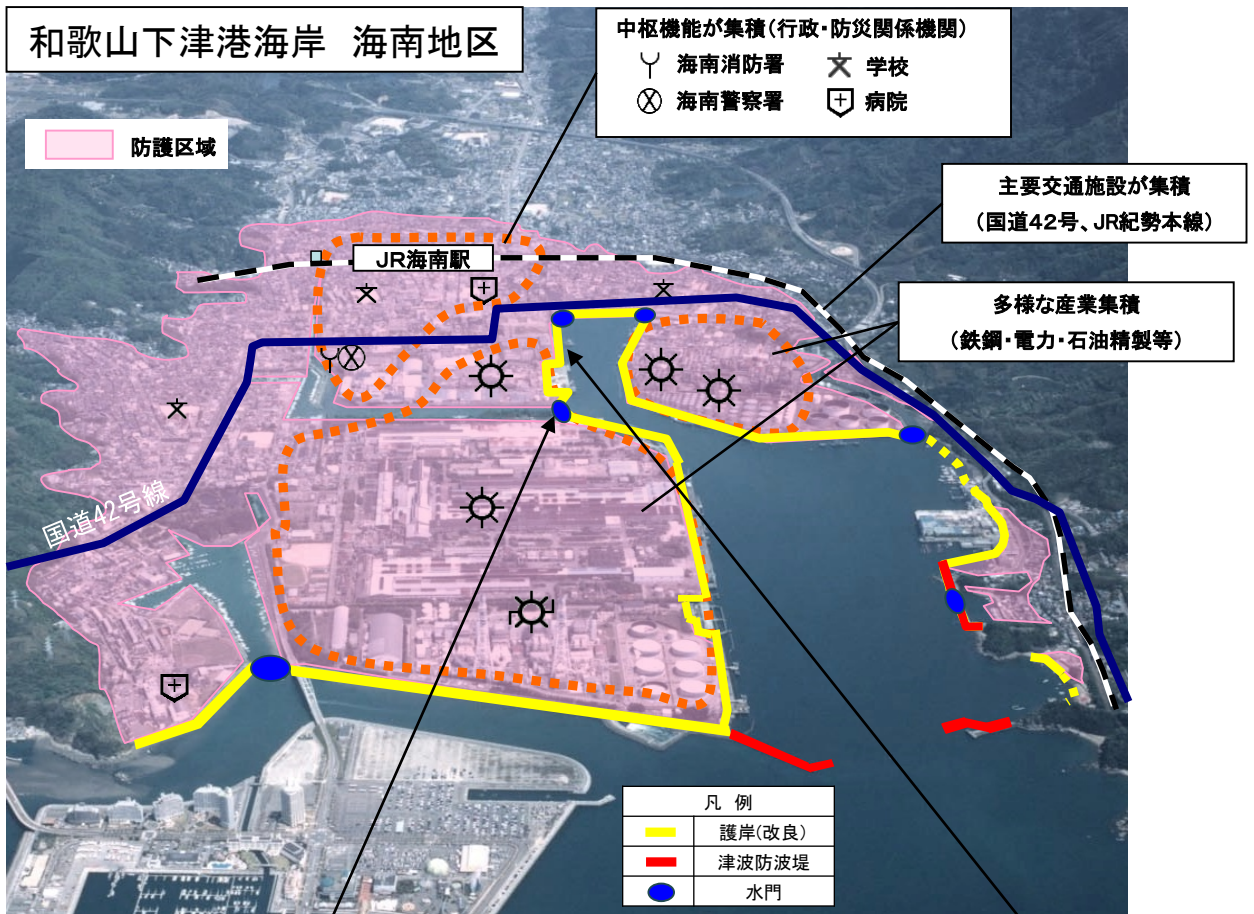 和歌山下津港海岸 海南地区
中枢機能が集積(行政・防災関係機関)
海南消防署 学校
海南警察署 病院
防護区域
主要交通施設が集積
(国道42号、JR紀勢本線)
JR海南駅
多様な産業集積
(鉄鋼・電力・石油精製等)
国道42号線
凡 例
護岸(改良)
津波防波堤
水門